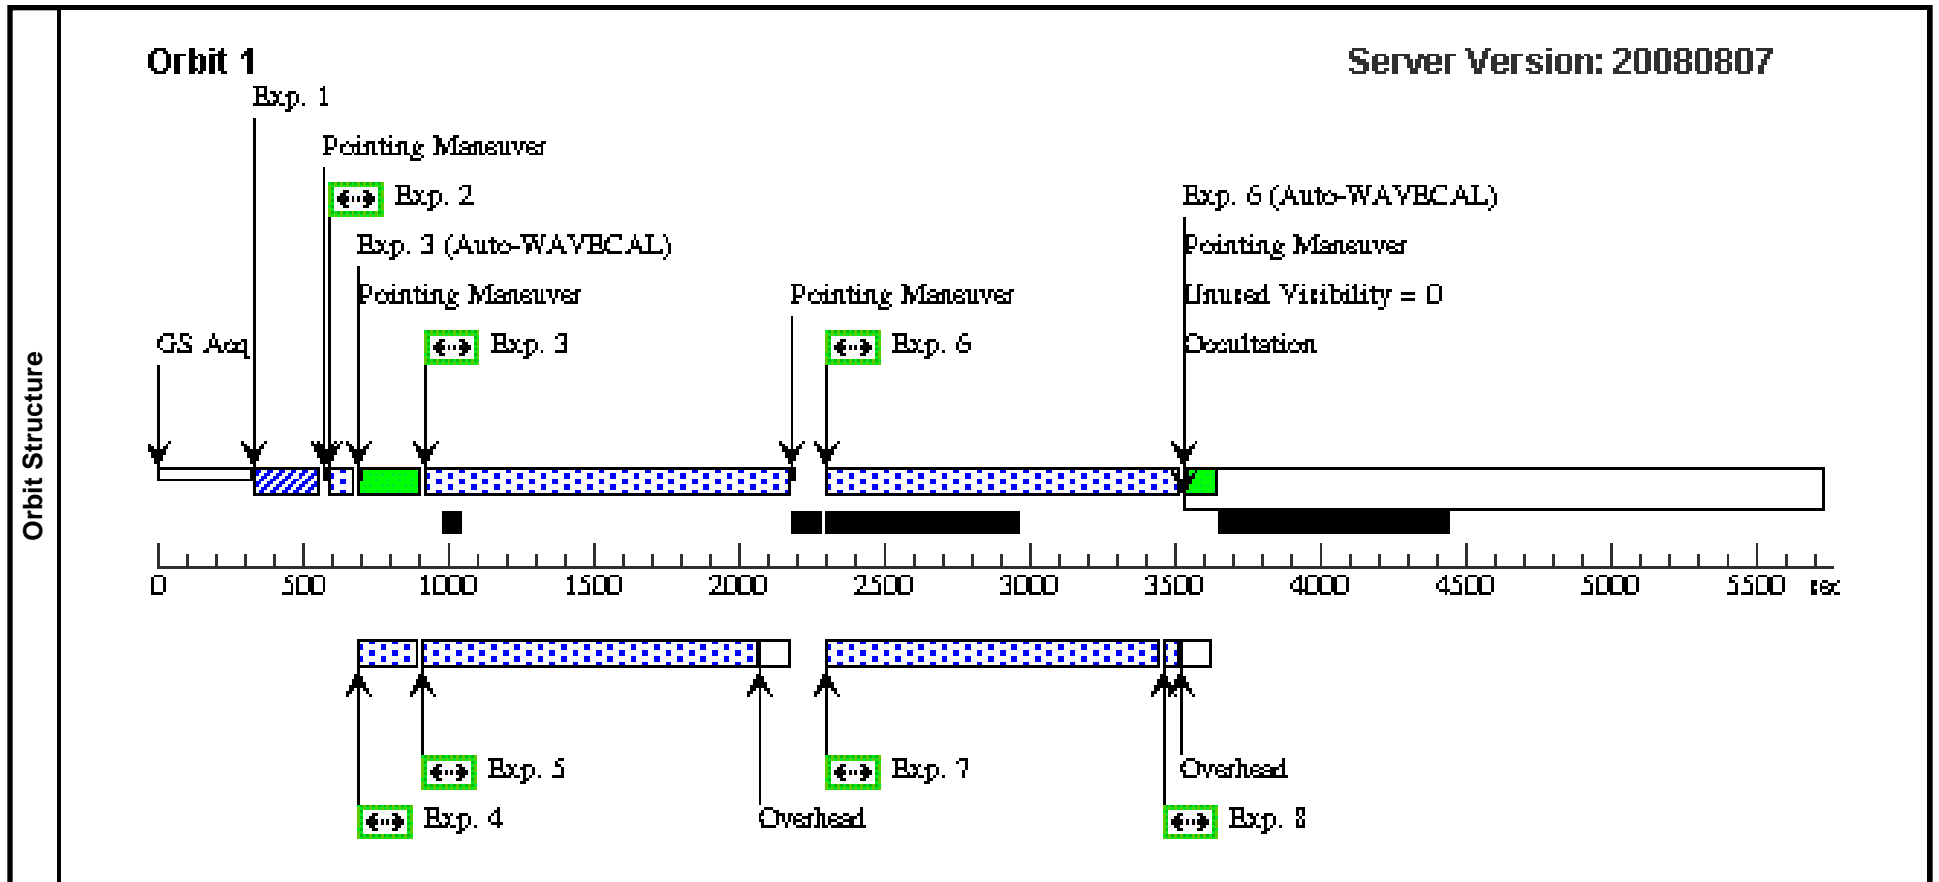 Orbit 1
Server Version: 20080807
Exp. 1
Pointing Maneuver
Exp. 2
Exp. 6 (Auto-WAVECAL)
Exp. 3 (Auto-WAVECAL)
Pointing Maneuver
Pointing Maneuver
Pointing Maneuver
Unused Visibility = 0
GS Acq
Exp. 3
Exp. 6
Occultation
Orbit Structure
0 500 1000 1500 2000 2500 3000 3500 4000 4500 5000 5500 sec
Exp. 5
Exp. 7
Overhead
Exp. 4
Overhead
Exp. 8